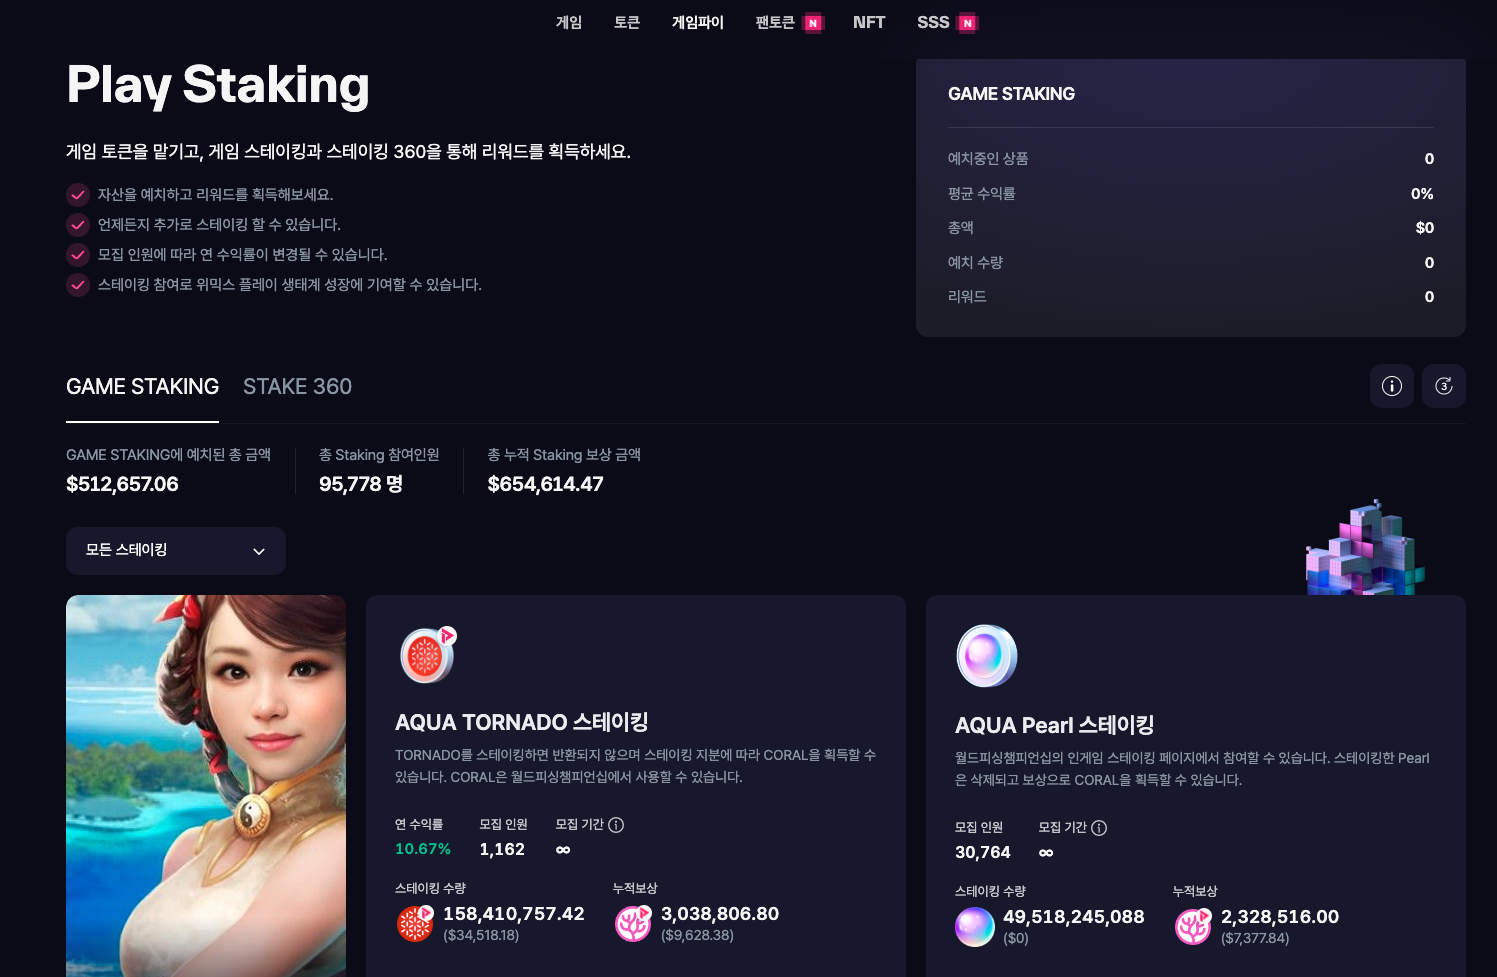 게임 토큰 게임파이 팬토큰 N NFT SSS N
Play Staking
게임 토큰을 맡기고, 게임 스테이킹과 스테이킹 360을 통해 리워드를 획득하세요.
자산을 예치하고 리워드를 획득해보세요.
언제든지 추가로 스테이킹 할 수 있습니다.
모집 인원에 따라 연 수익률이 변경될 수 있습니다.
스테이킹 참여로 위믹스 플레이 생태계 성장에 기여할 수 있습니다.
GAME STAKING
예치중인 상품 0
평균 수익률 0%
총액 $0
예치 수량 0
리워드 0
GAME STAKING STAKE 360
3
GAME STAKING에 예치된 총 금액 총 Staking 참여인원 총 누적 Staking 보상 금액
$512,657.06 95,778 명 $654,614.47
모든 스테이킹
AQUA TORNADO 스테이킹
TORNADO를 스테이킹하면 반환되지 않으며 스테이킹 지분에 따라 CORAL을 획득할 수
있습니다. CORAL은 월드피싱챔피언십에서 사용할 수 있습니다.
연 수익률 모집 인원 모집 기간
10.67% 1,162 ∞
스테이킹 수량 누적보상
158,410,757.42 3,038,806.80
($34,518.18) ($9,628.38)
AQUA Pearl 스테이킹
월드피싱챔피언십의 인게임 스테이킹 페이지에서 참여할 수 있습니다. 스테이킹한 Pearl
은 삭제되고 보상으로 CORAL을 획득할 수 있습니다.
모집 인원 모집 기간
30,764 ∞
스테이킹 수량 누적보상
49,518,245,088 2,328,516.00
($0) ($7,377.84)